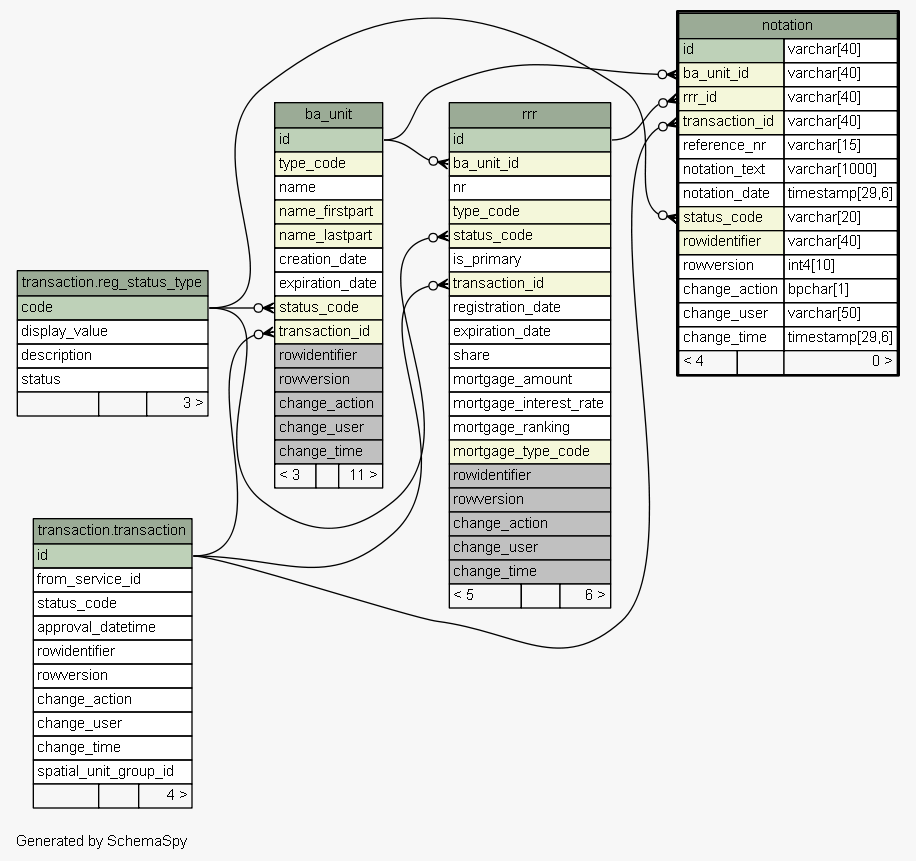 notation
id varchar[40]
ba_unit_id varchar[40]
rrr_id varchar[40]
transaction_id varchar[40]
reference_nr varchar[15]
notation_text varchar[1000]
notation_date timestamp[29,6]
status_code varchar[20]
rowidentifier varchar[40]
rowversion int4[10]
change_action bpchar[1]
change_user varchar[50]
change_time timestamp[29,6]
< 4 0 >
ba_unit
id
type_code
name
name_firstpart
name_lastpart
creation_date
expiration_date
status_code
transaction_id
rowidentifier
rowversion
change_action
change_user
change_time
< 3 11 >
rrr
id
ba_unit_id
nr
type_code
status_code
is_primary
transaction_id
registration_date
expiration_date
share
mortgage_amount
mortgage_interest_rate
mortgage_ranking
mortgage_type_code
rowidentifier
rowversion
change_action
change_user
change_time
< 5 6 >
transaction.reg_status_type
code
display_value
description
status
3 >
transaction.transaction
id
from_service_id
status_code
approval_datetime
rowidentifier
rowversion
change_action
change_user
change_time
spatial_unit_group_id
4 >
Generated by SchemaSpy